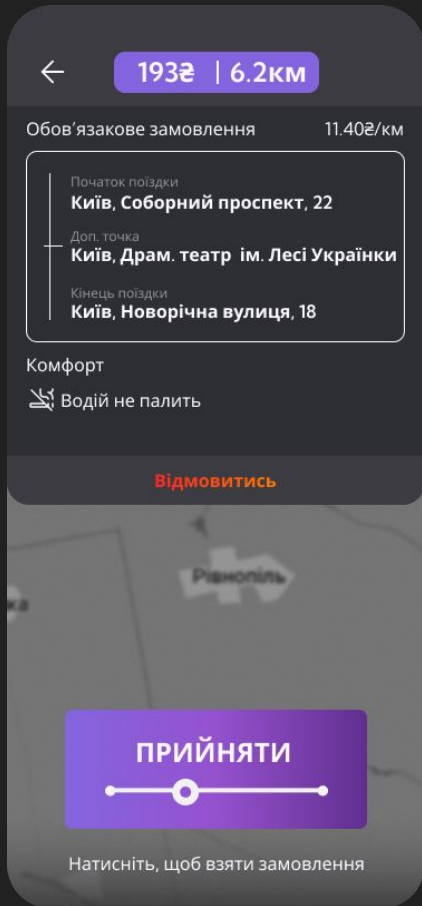 193₴ | 6.2км
Обов’язкове замовлення 11.40₴/км
Початок поїздки
Київ, Соборний проспект, 22
Доп. точка
Київ, Драм. театр ім. Лесі Українки
Кінець поїздки
Київ, Новорічна вулиця, 18
Комфорт
Водій не палить
Відмовитись
Рівнопіль
ка
ПРИЙНЯТИ
Натисніть, щоб взяти замовлення